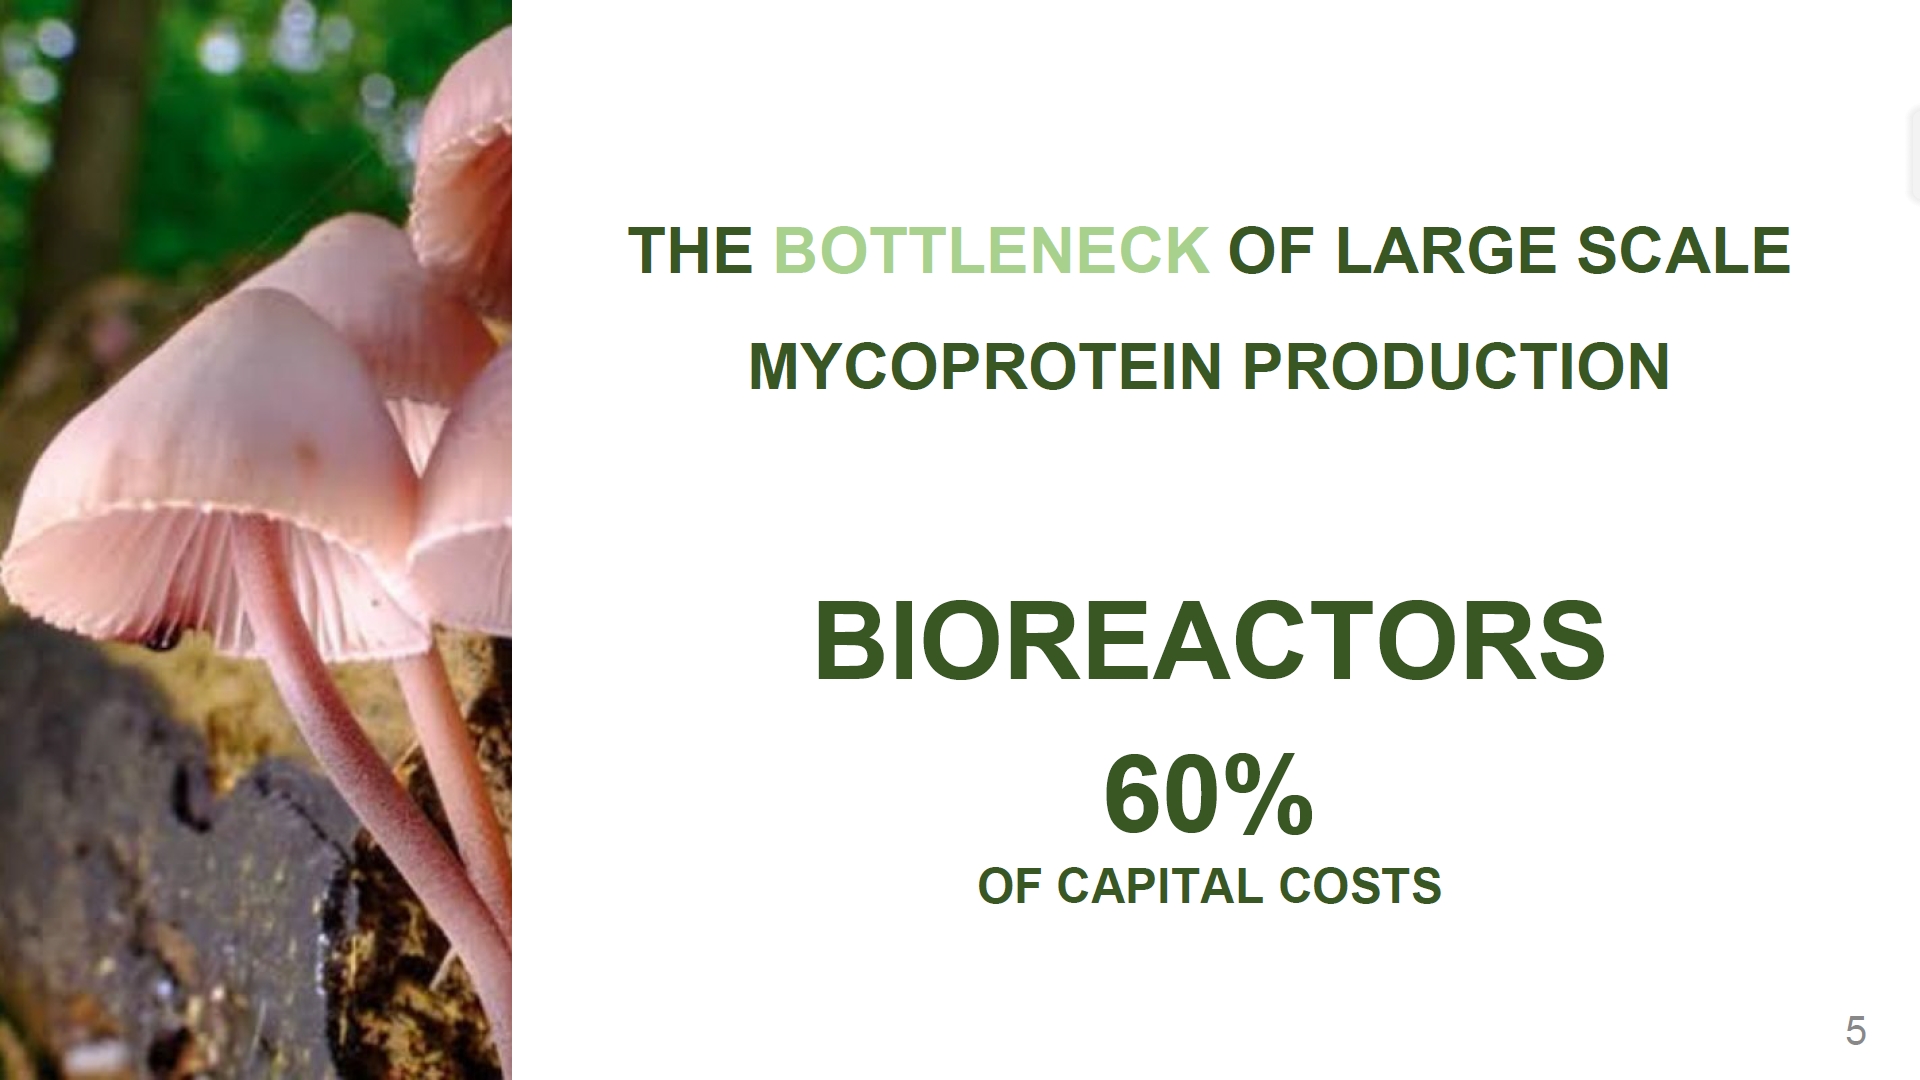 THE BOTTLENECK OF LARGE SCALE
MYCOPROTEIN PRODUCTION
BIOREACTORS
60%
OF CAPITAL COSTS
5